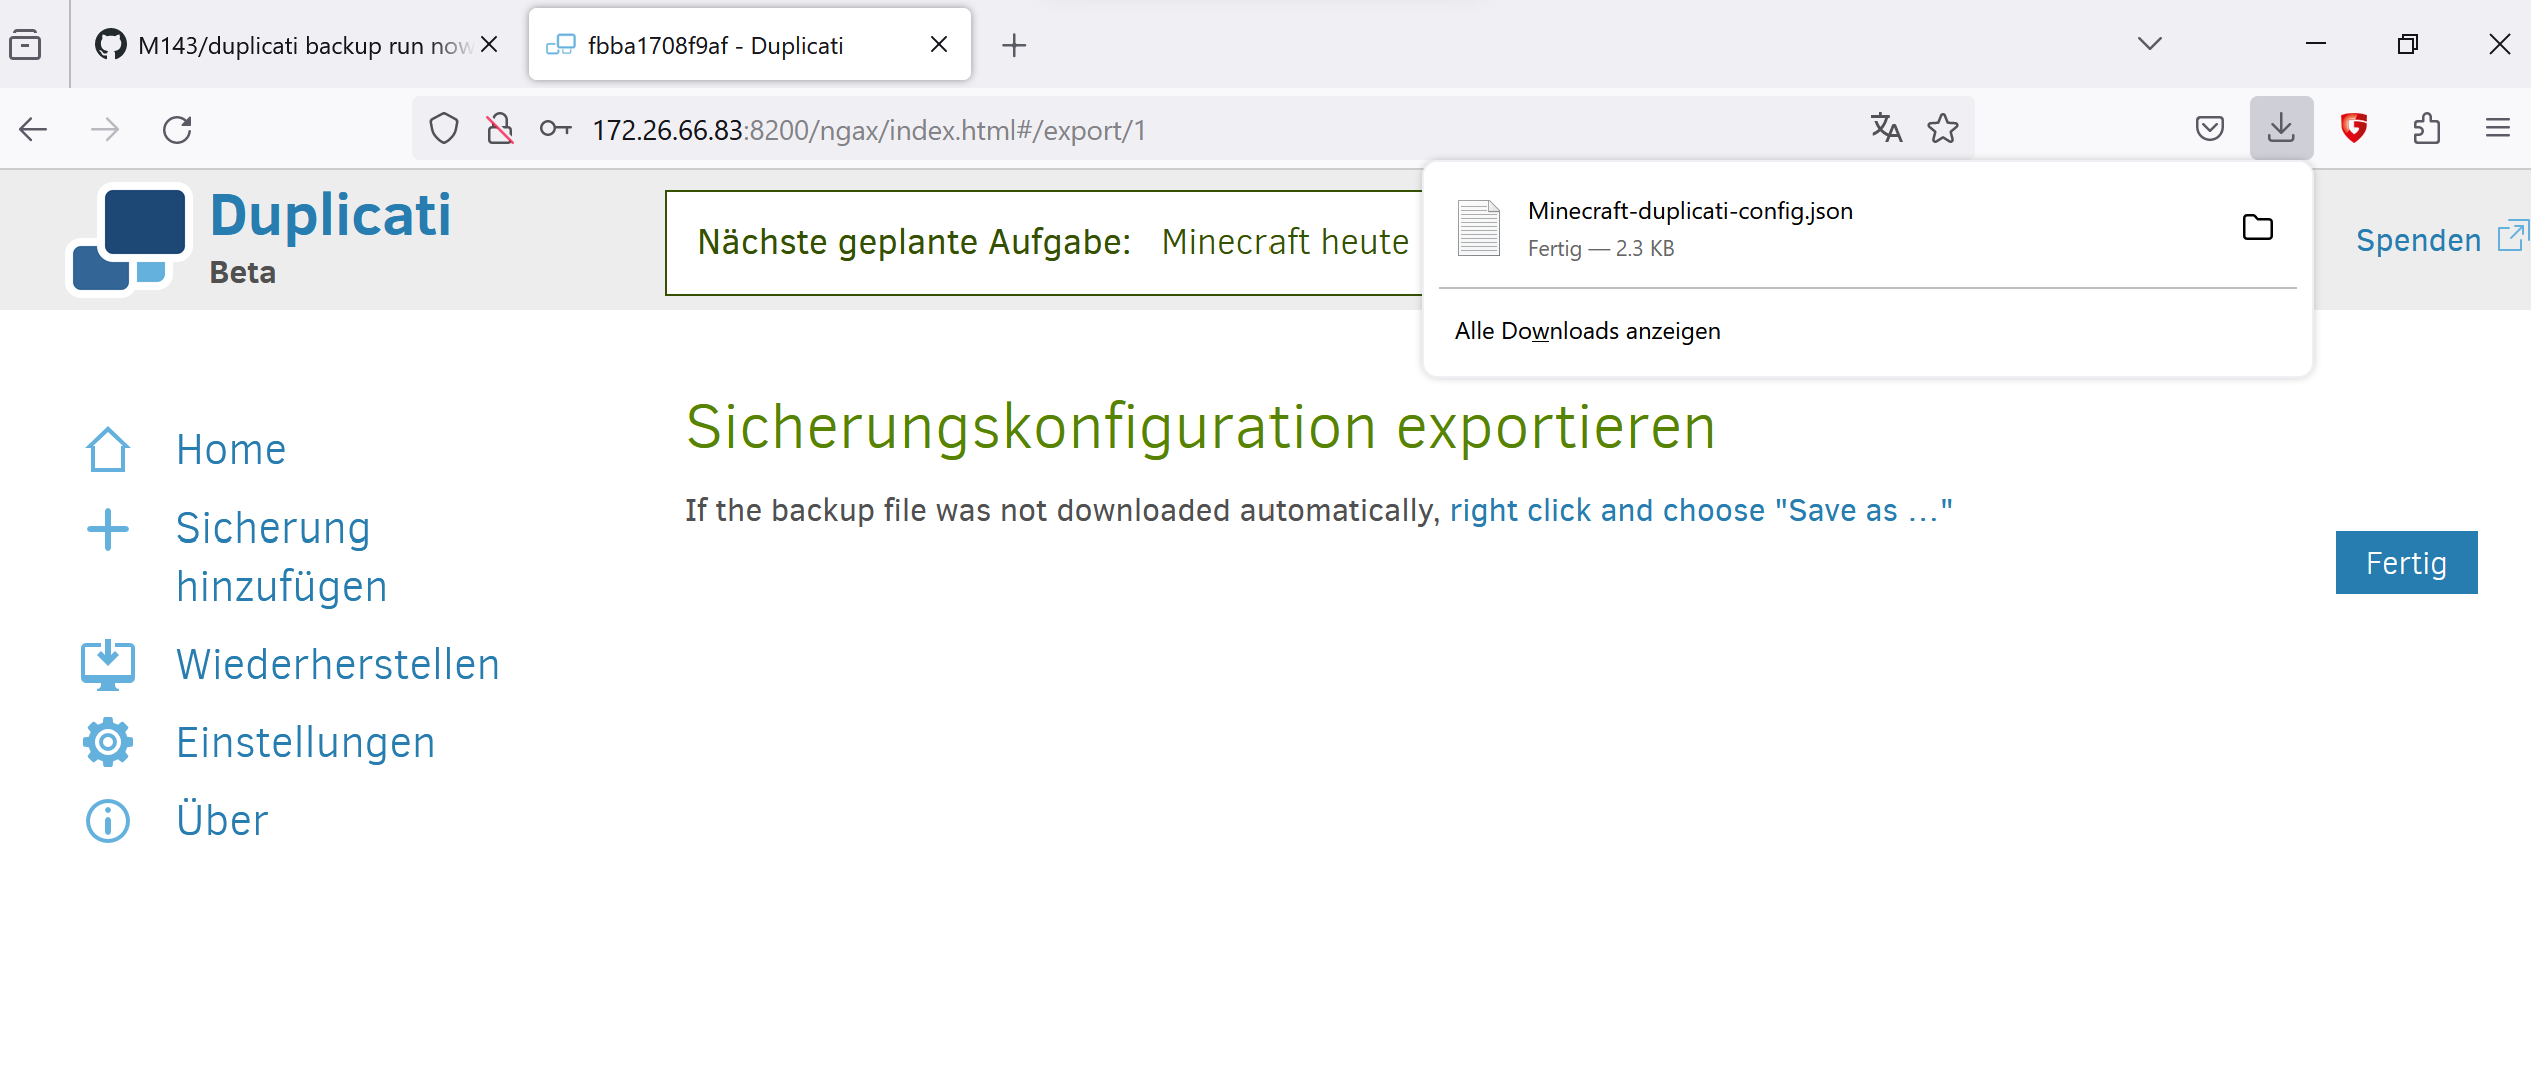 M143/duplicati backup run now
fbba1708f9af - Duplicati
172.26.66.83:8200/ngax/index.html#/export/1
Duplicati
Beta
Nächste geplante Aufgabe: Minecraft heute
Minecraft-duplicati-config.json
Fertig — 2.3 KB
Alle Downloads anzeigen
Spenden
Home
Sicherung
hinzufügen
Wiederherstellen
Einstellungen
Über
Sicherungskonfiguration exportieren
If the backup file was not downloaded automatically, right click and choose "Save as …"
Fertig